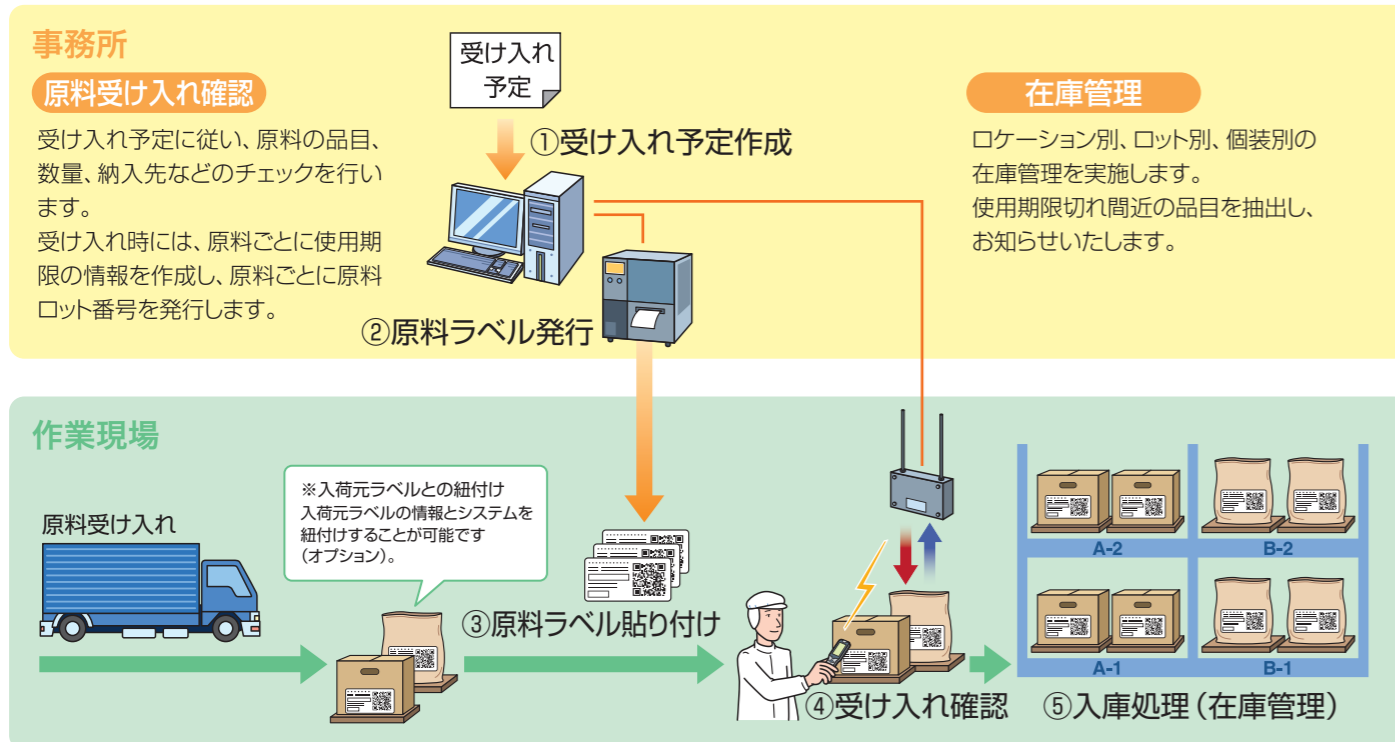 事務所
原料受け入れ確認
受け入れ予定に従い、原料の品目、
数量、納入先などのチェックを行い
ます。
受け入れ時には、原料ごとに使用期
限の情報を作成し、原料ごとに原料
ロット番号を発行します。
受け入れ
予定
①受け入れ予定作成
②原料ラベル発行
在庫管理
ロケーション別、ロット別、個装別の
在庫管理を実施します。
使用期限切れ間近の品目を抽出し、
お知らせいたします。
作業現場
原料受け入れ
※入荷元ラベルとの紐付け
入荷元ラベルの情報とシステムを
紐付けすることが可能です
（オプション）。
③原料ラベル貼り付け
④受け入れ確認
A-2
B-2
A-1
B-1
⑤入庫処理（在庫管理）